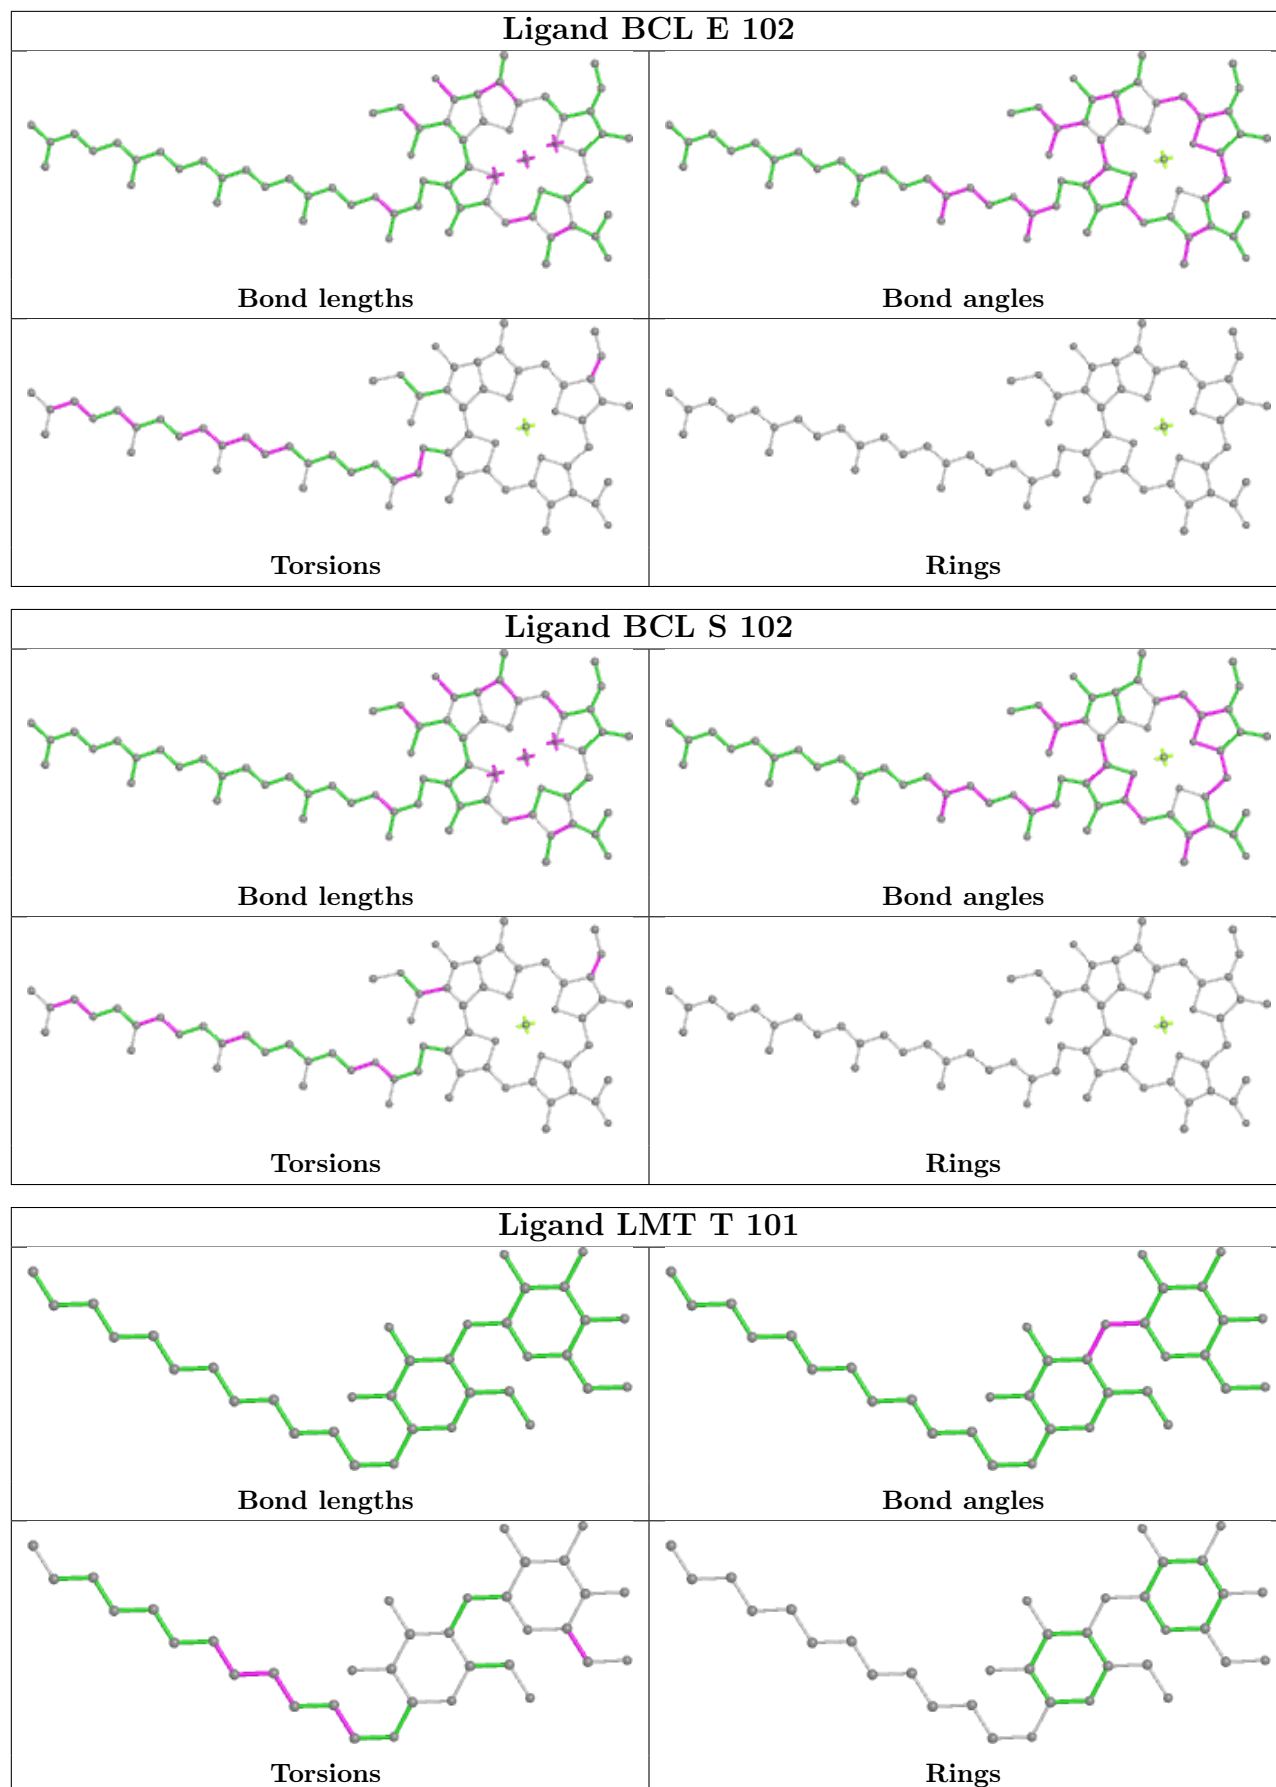 Ligand BCL E 102
Bond lengths
Bond angles
Torsions
Rings
Ligand BCL S 102
Bond lengths
Bond angles
Torsions
Rings
Ligand LMT T 101
Bond lengths
Bond angles
Torsions
Rings